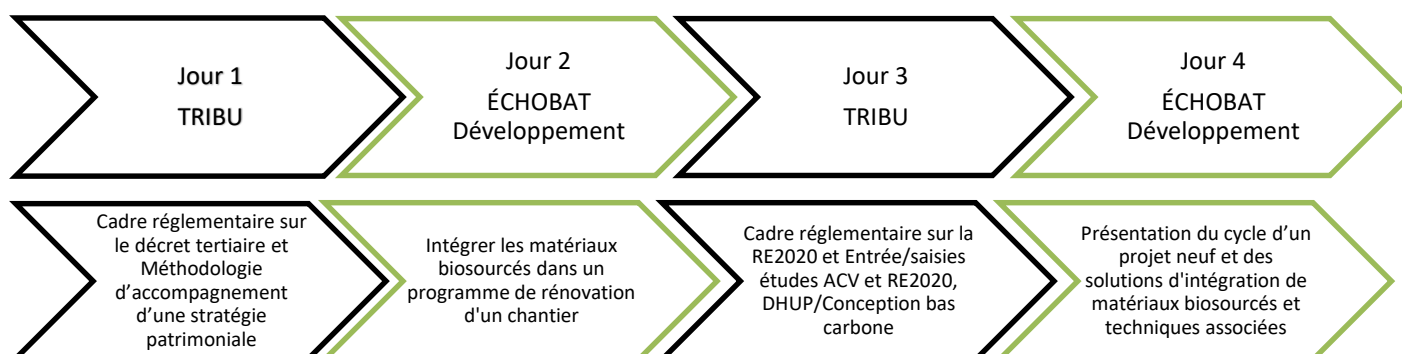 Jour 1
TRIBU
Jour 2
ÉCHOBAT
Développement
Jour 3
TRIBU
Jour 4
ÉCHOBAT
Développement
Cadre réglementaire sur
le décret tertiaire et
Méthodologie
d’accompagnement
d’une stratégie
patrimoniale
Intégrer les matériaux
biosourcés dans un
programme de rénovation
d'un chantier
Cadre réglementaire sur la
RE2020 et Entrée/saisies
études ACV et RE2020,
DHUP/Conception bas
carbone
Présentation du cycle d’un
projet neuf et des
solutions d'intégration de
matériaux biosourcés et
techniques associées